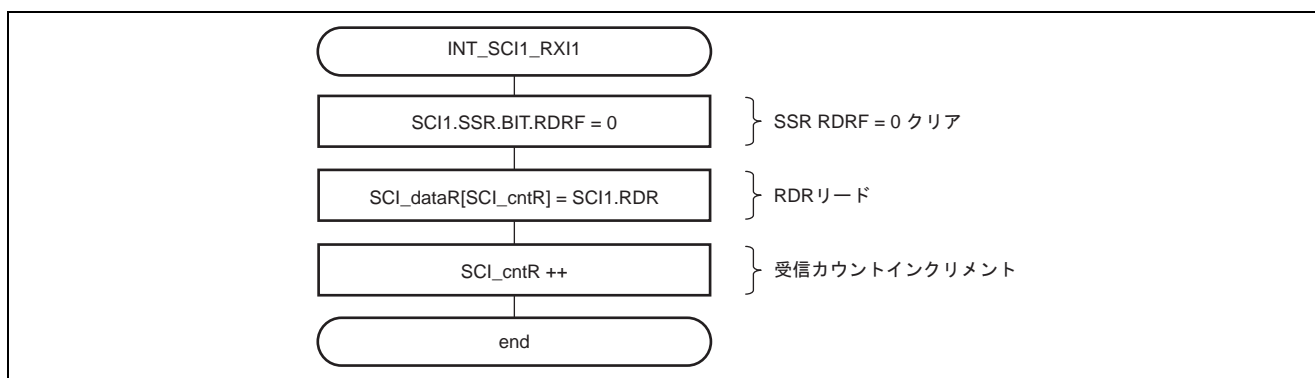 INT_SCI1_RXI1
SCI1.SSR.BIT.RDRF = 0
SSR RDRF = 0 クリア
SCI_dataR[SCI_cntR] = SCI1.RDR
RDRリード
SCI_cntR ++
受信カウントインクリメント
end